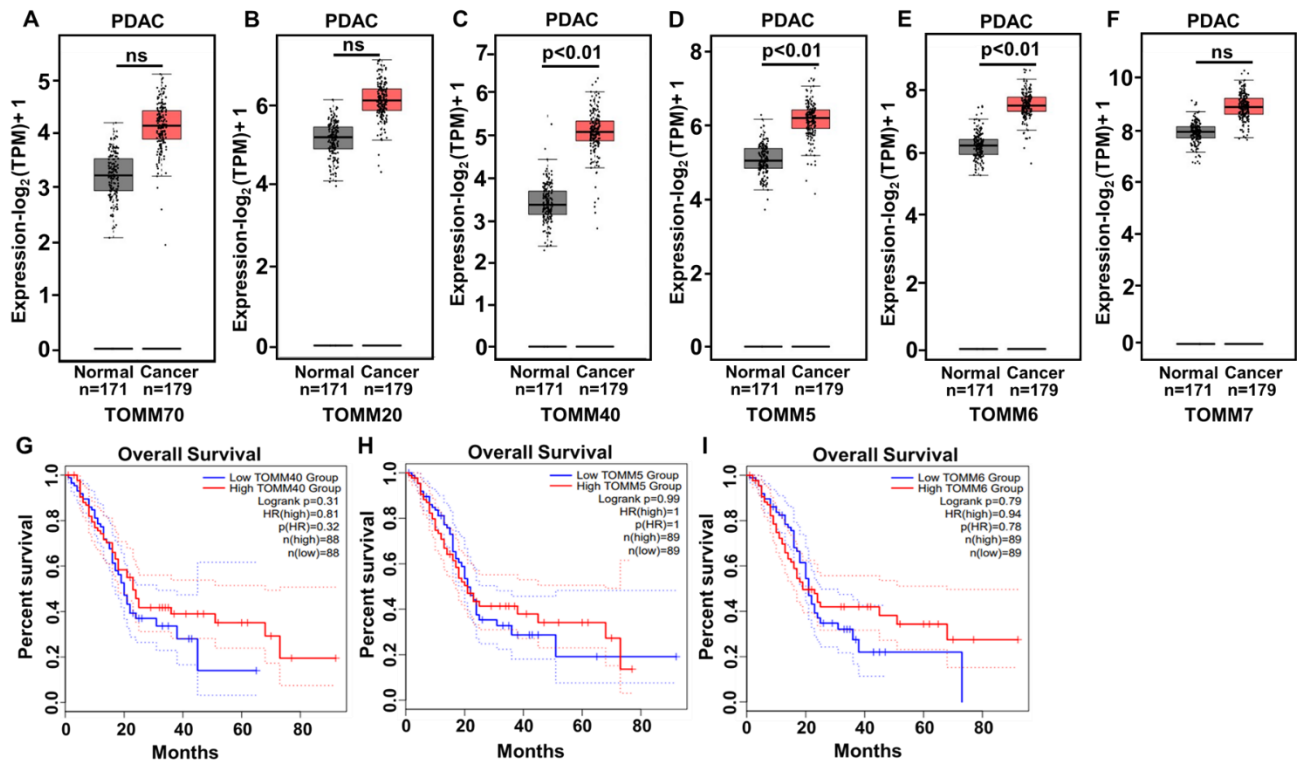 A
PDAC
ns
Expression-log2(TPM)+ 1
5
4
3
2
1
0
Normal Cancer
n=171 n=179
TOMM70
B
PDAC
ns
Expression-log2(TPM)+ 1
6
4
2
0
Normal Cancer
n=171 n=179
TOMM20
C
PDAC
p<0.01
Expression-log2(TPM)+ 1
7
6
5
4
3
2
1
0
Normal Cancer
n=171 n=179
TOMM40
D
PDAC
p<0.01
Expression-log2(TPM)+ 1
8
6
4
2
0
Normal Cancer
n=171 n=179
TOMM5
E
PDAC
p<0.01
Expression-log2(TPM)+ 1
8
6
4
2
0
Normal Cancer
n=171 n=179
TOMM6
F
PDAC
ns
Expression-log2(TPM)+ 1
10
8
6
4
2
0
Normal Cancer
n=171 n=179
TOMM7
G
Overall Survival
Low TOMM40 Group
High TOMM40 Group
Logrank p=0.31
HR(high)=0.81
p(HR)=0.32
n(high)=88
n(low)=88
Percent survival
1.0
0.8
0.6
0.4
0.2
0.0
0 20 40 60 80
Months
H
Overall Survival
Low TOMM5 Group
High TOMM5 Group
Logrank p=0.99
HR(high)=1
p(HR)=1
n(high)=89
n(low)=89
Percent survival
1.0
0.8
0.6
0.4
0.2
0.0
0 20 40 60 80
Months
I
Overall Survival
Low TOMM6 Group
High TOMM6 Group
Logrank p=0.79
HR(high)=0.94
p(HR)=0.78
n(high)=89
n(low)=89
Percent survival
1.0
0.8
0.6
0.4
0.2
0.0
0 20 40 60 80
Months